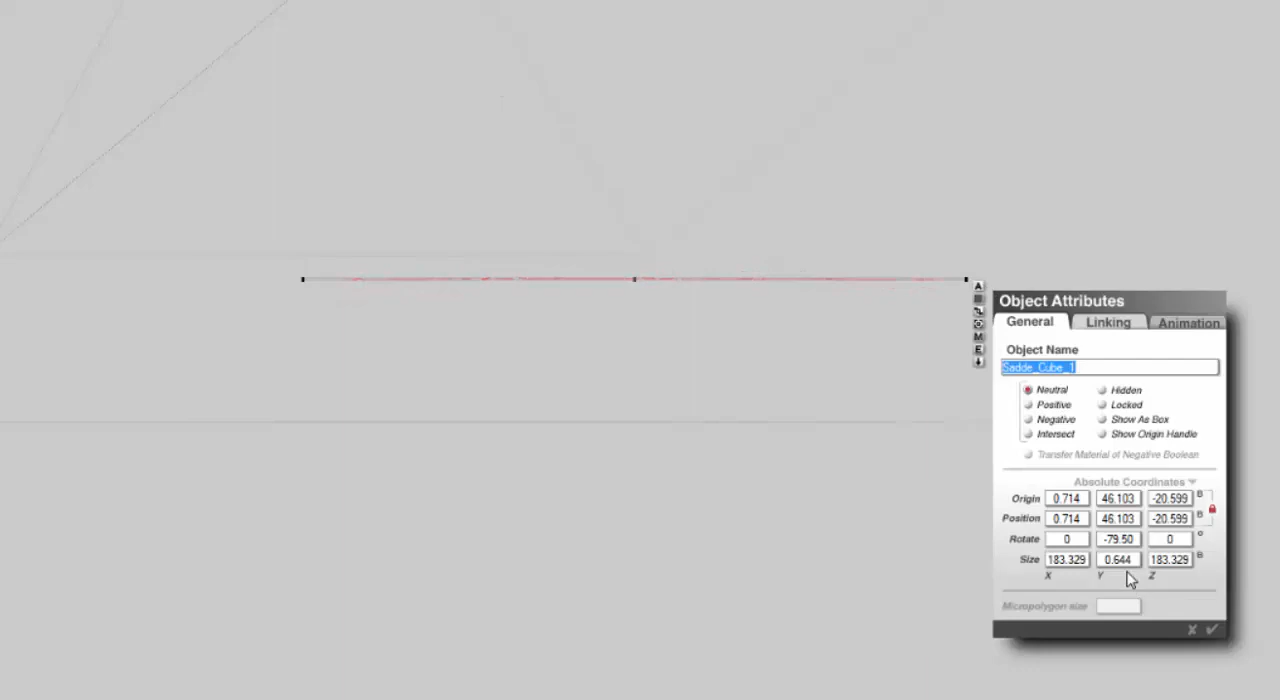 A
M
E
Object Attributes
General Linking Animation
Object Name
Sadde_Cube_1
Neutral Hidden
Positive Locked
Negative Show As Box
Intersect Show Origin Handle
Transfer Material of Negative Boolean
Absolute Coordinates
Origin 0.714 46.103 -20.599 B
Position 0.714 46.103 -20.599 B
Rotate 0 -79.50 0 °
Size 183.329 0.644 183.329 B
X Y Z
Micropolygon size